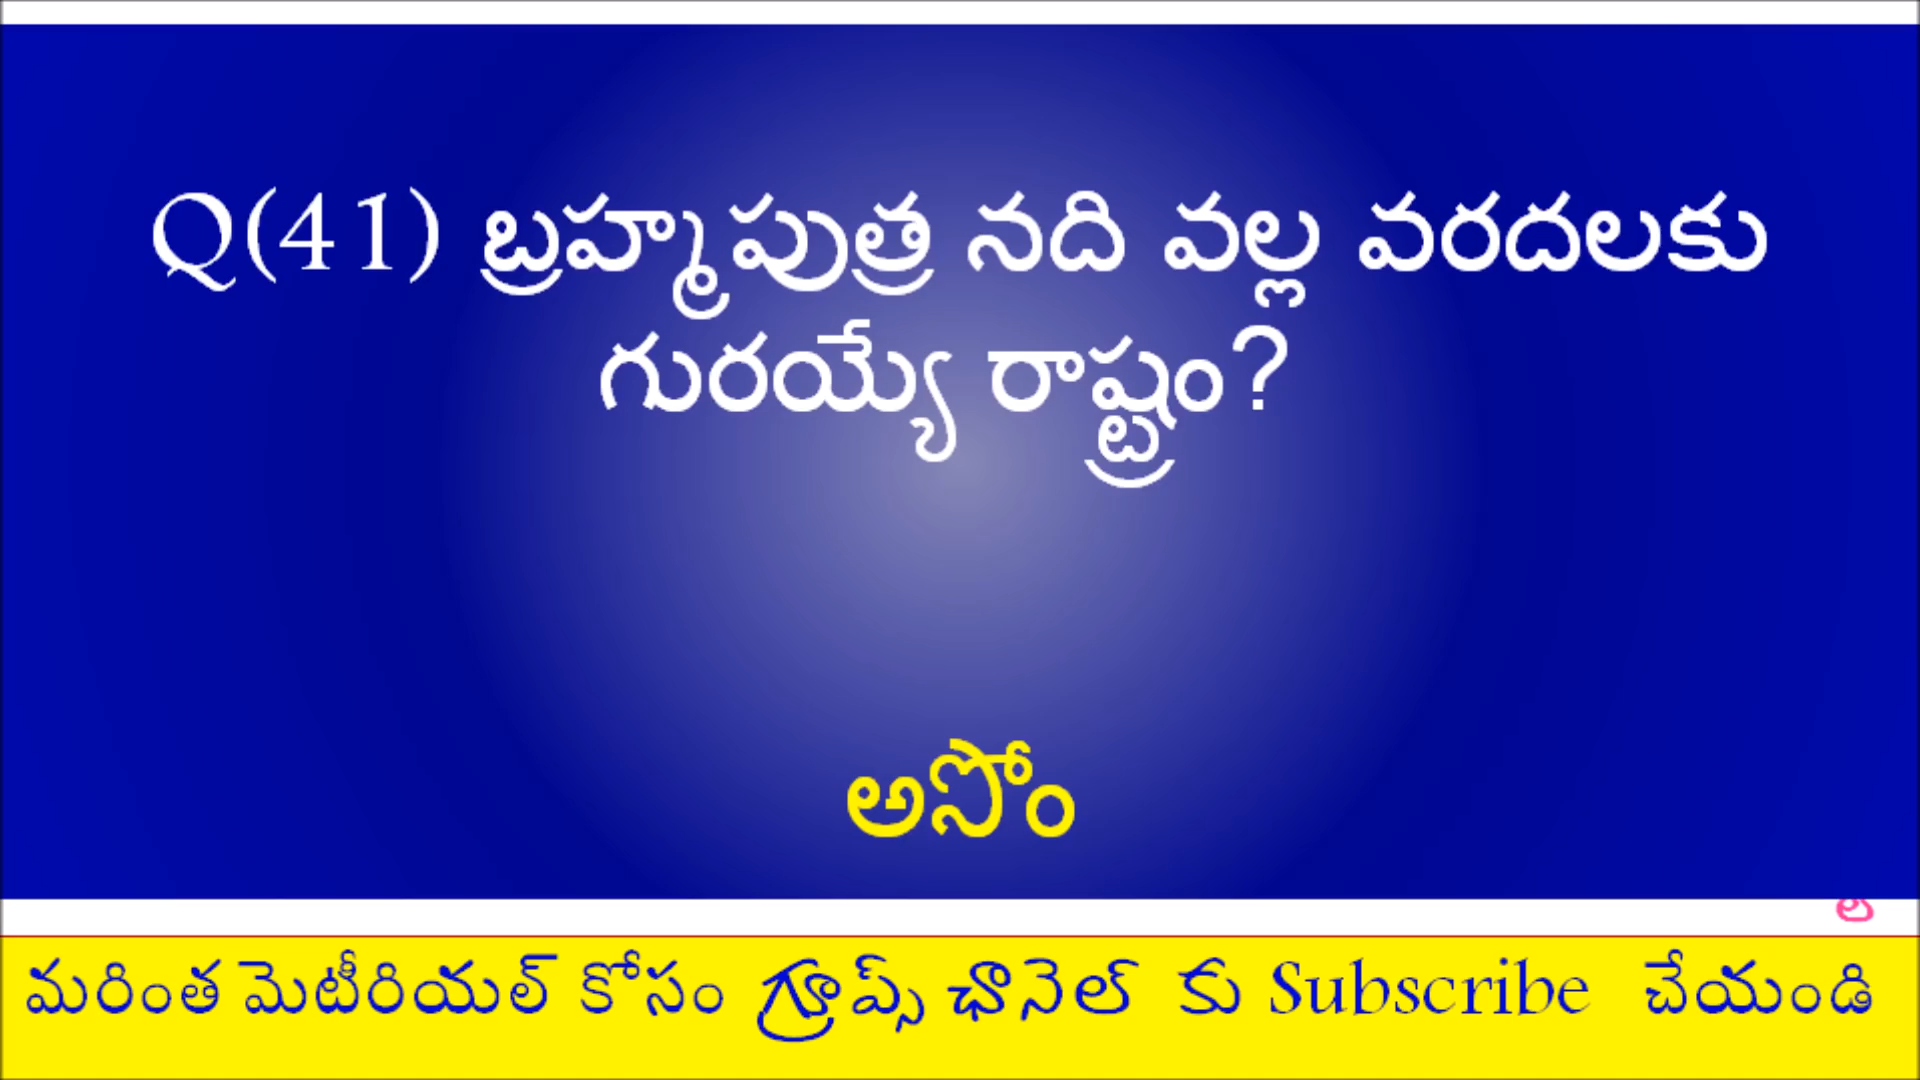 Q(41) బ్రహ్మపుత్ర నది వల్ల వరదలకు
గురయ్యే రాష్ట్రం?
అసోం
మరింత మెటీరియల్ కోసం గ్రూప్స్ ఛానెల్ కు Subscribe చేయండి